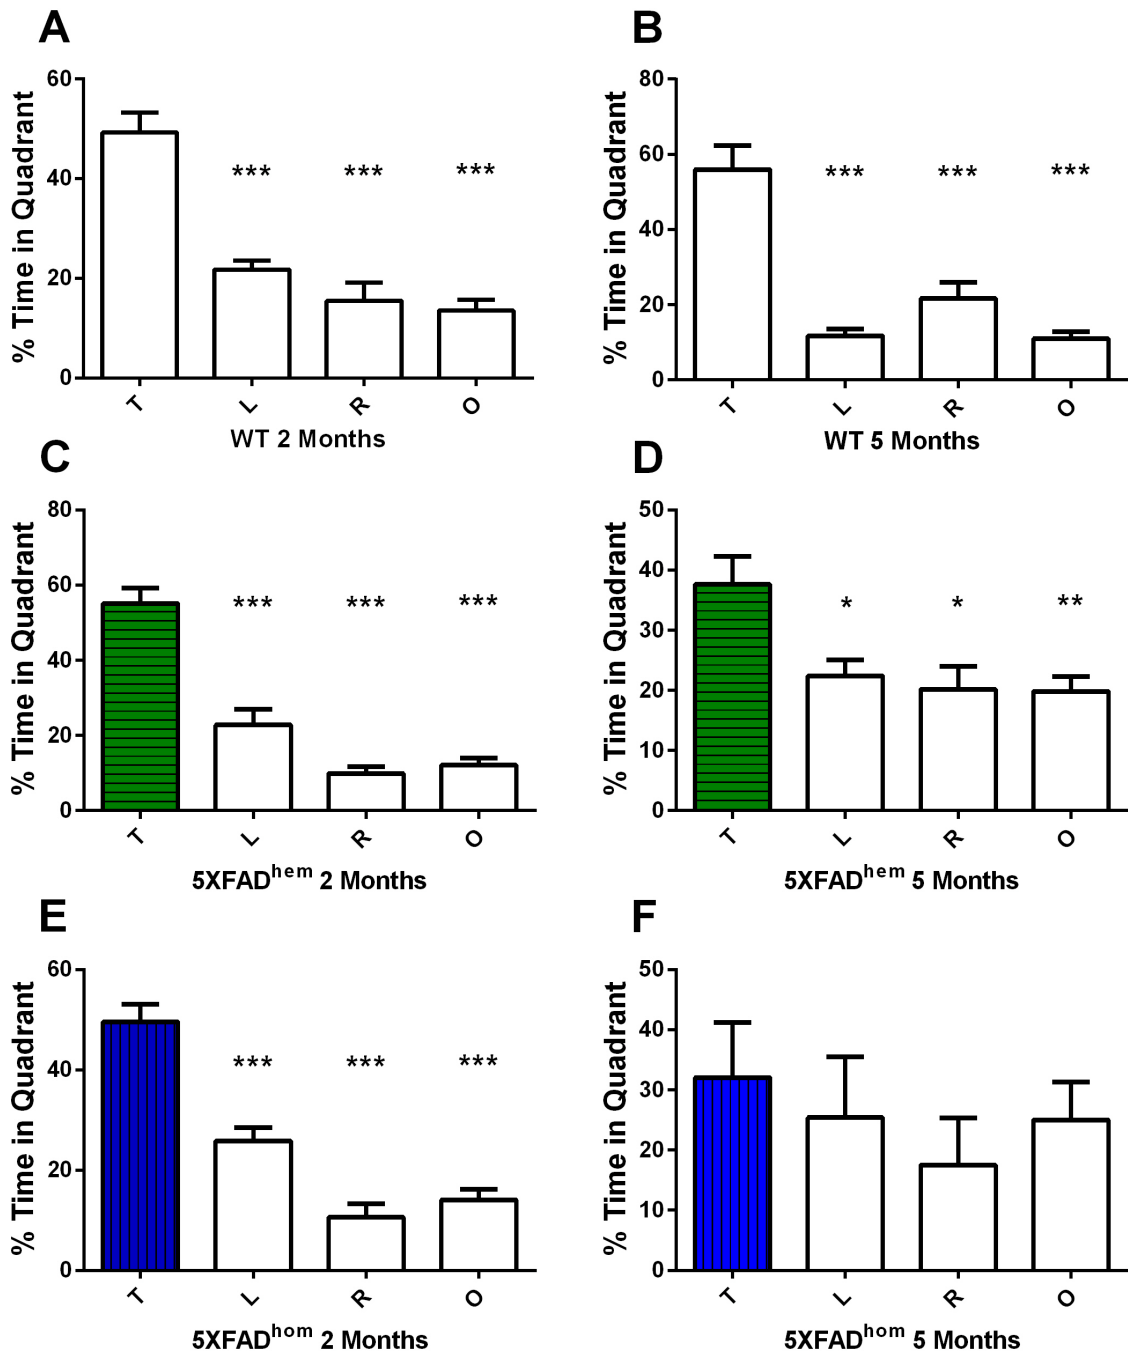 A
% Time in Quadrant
60
40
20
0
*** *** ***
T L R O
WT 2 Months
B
% Time in Quadrant
80
60
40
20
0
*** *** ***
T L R O
WT 5 Months
C
% Time in Quadrant
80
60
40
20
0
*** *** ***
T L R O
5XFADhem 2 Months
D
% Time in Quadrant
50
40
30
20
10
0
* * **
T L R O
5XFADhem 5 Months
E
% Time in Quadrant
60
40
20
0
*** *** ***
T L R O
5XFADhom 2 Months
F
% Time in Quadrant
50
40
30
20
10
0
T L R O
5XFADhom 5 Months